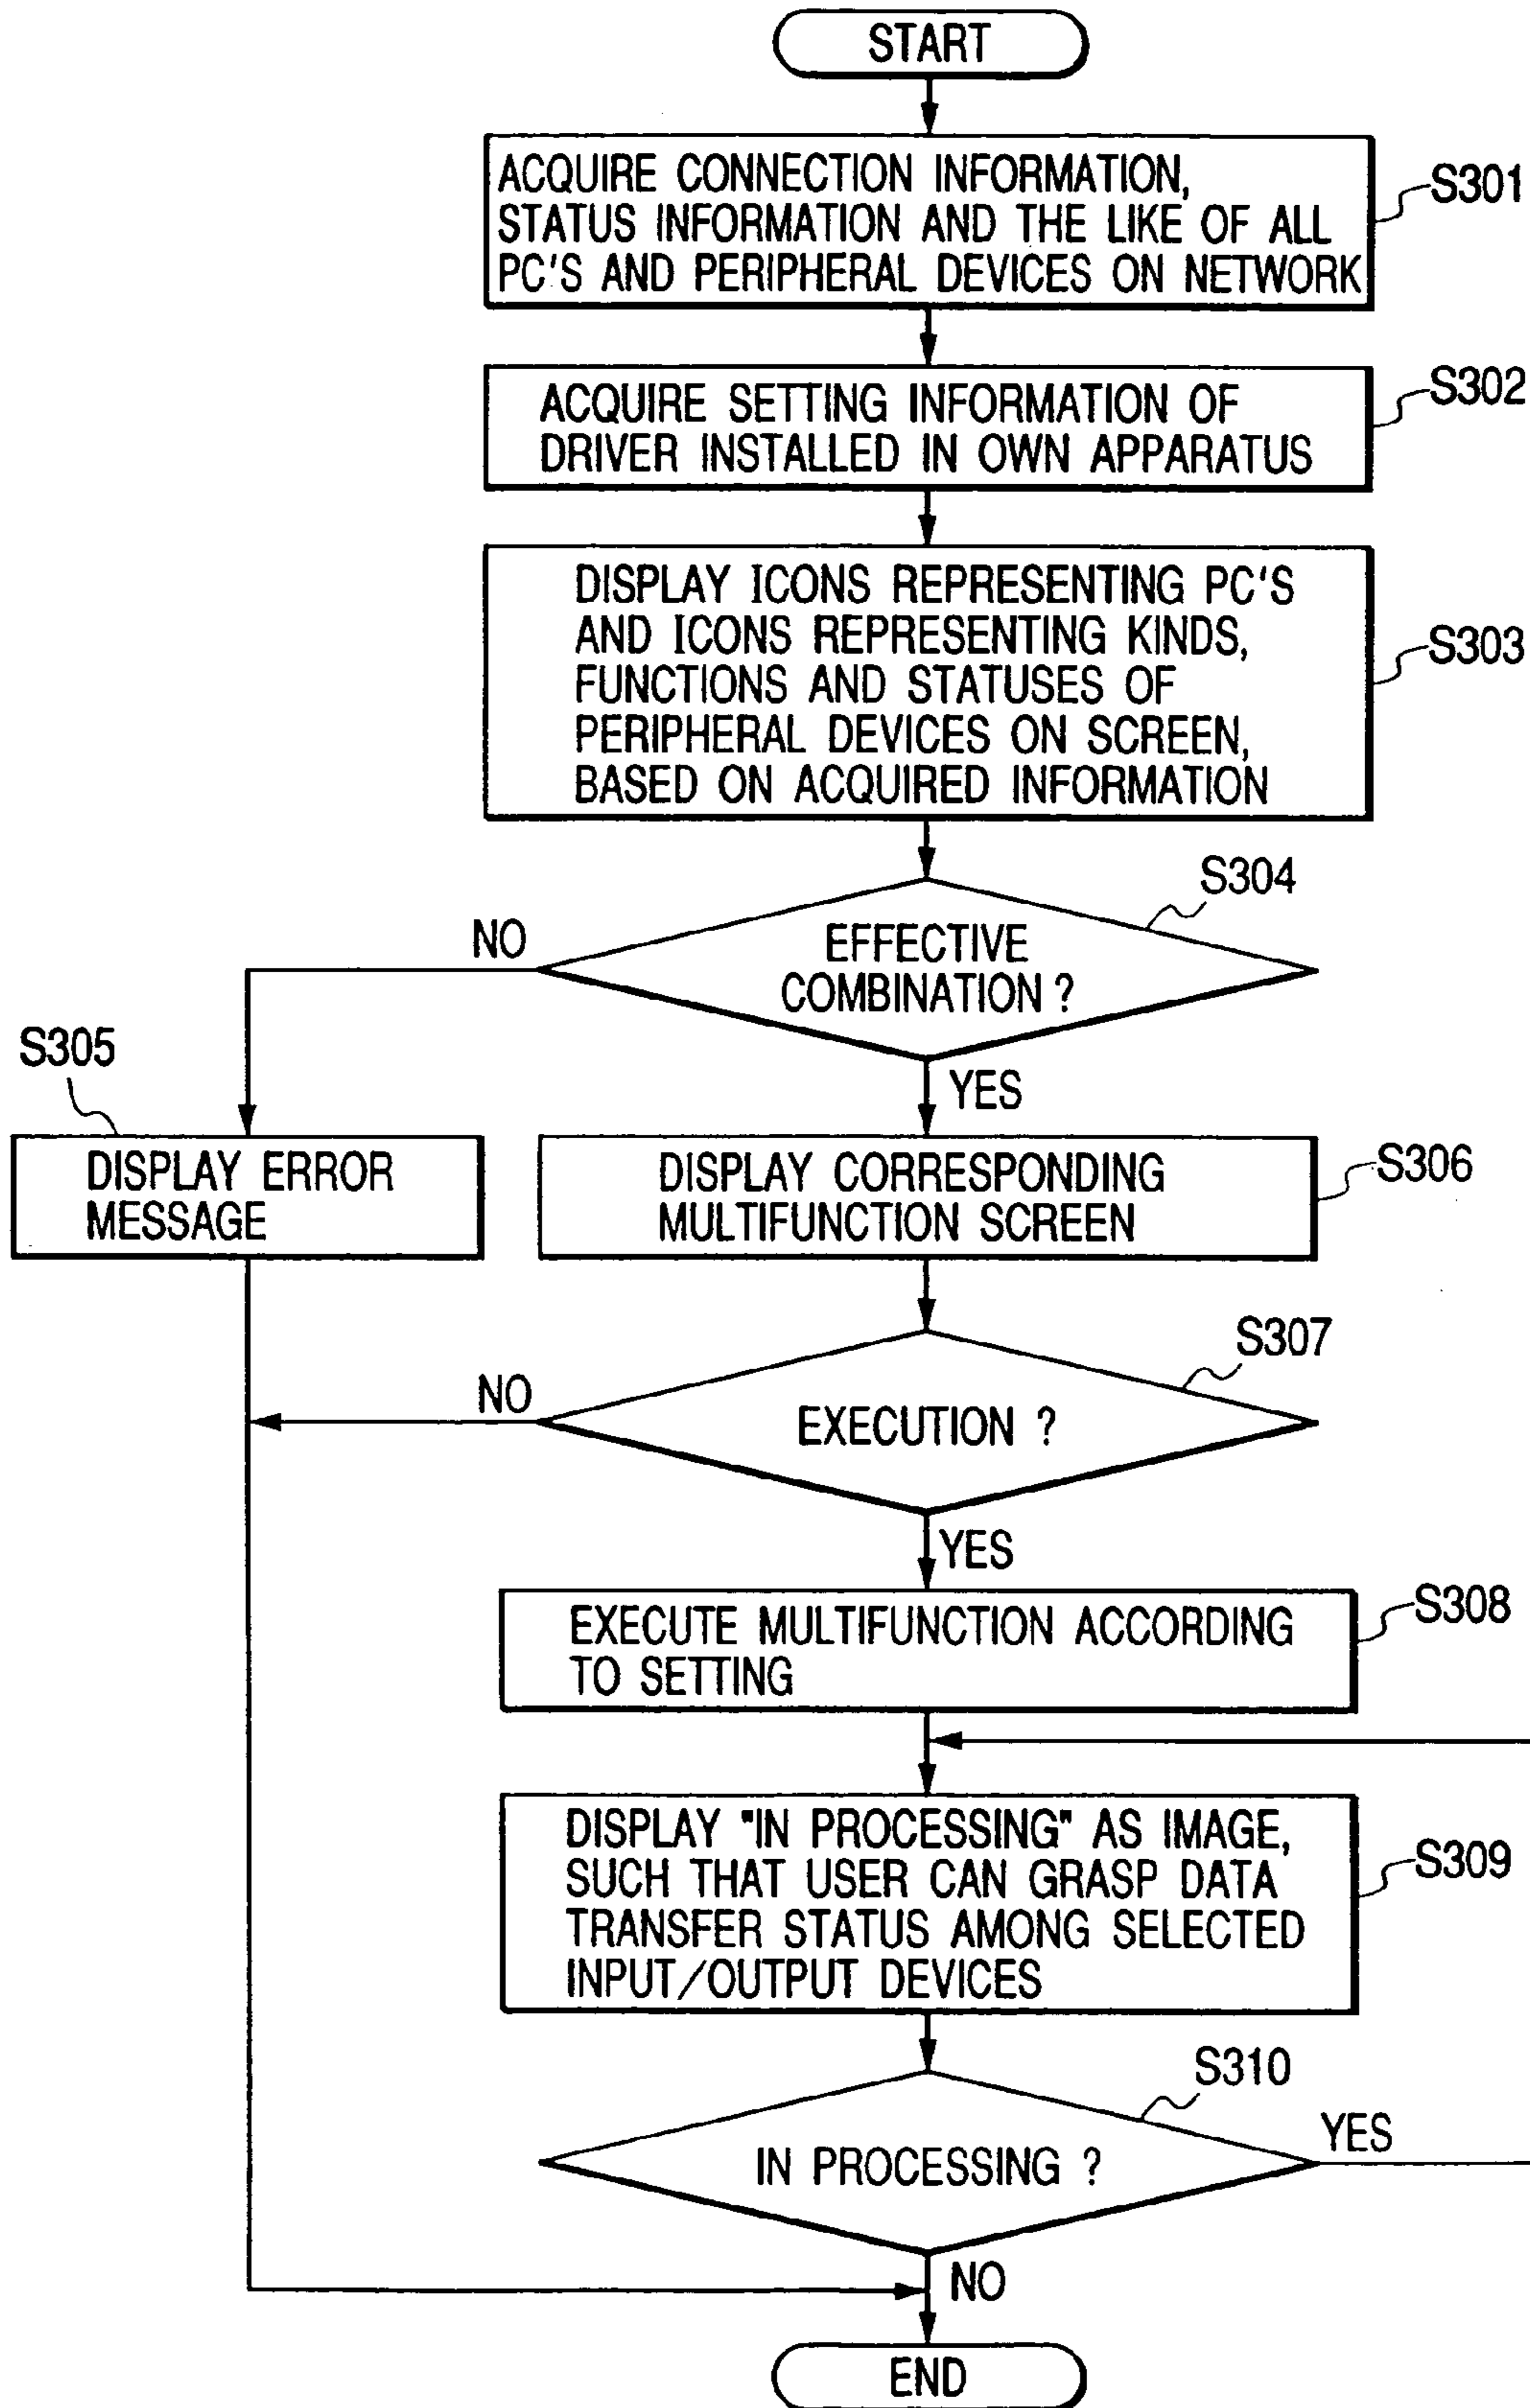 START
ACQUIRE CONNECTION INFORMATION,
STATUS INFORMATION AND THE LIKE OF ALL
PC'S AND PERIPHERAL DEVICES ON NETWORK
S301
ACQUIRE SETTING INFORMATION OF
DRIVER INSTALLED IN OWN APPARATUS
S302
DISPLAY ICONS REPRESENTING PC'S
AND ICONS REPRESENTING KINDS,
FUNCTIONS AND STATUSES OF
PERIPHERAL DEVICES ON SCREEN,
BASED ON ACQUIRED INFORMATION
S303
S304
EFFECTIVE
COMBINATION ?
NO
YES
S305
DISPLAY ERROR
MESSAGE
DISPLAY CORRESPONDING
MULTIFUNCTION SCREEN
S306
S307
EXECUTION ?
NO
YES
EXECUTE MULTIFUNCTION ACCORDING
TO SETTING
S308
DISPLAY "IN PROCESSING" AS IMAGE,
SUCH THAT USER CAN GRASP DATA
TRANSFER STATUS AMONG SELECTED
INPUT/OUTPUT DEVICES
S309
S310
IN PROCESSING ?
YES
NO
END